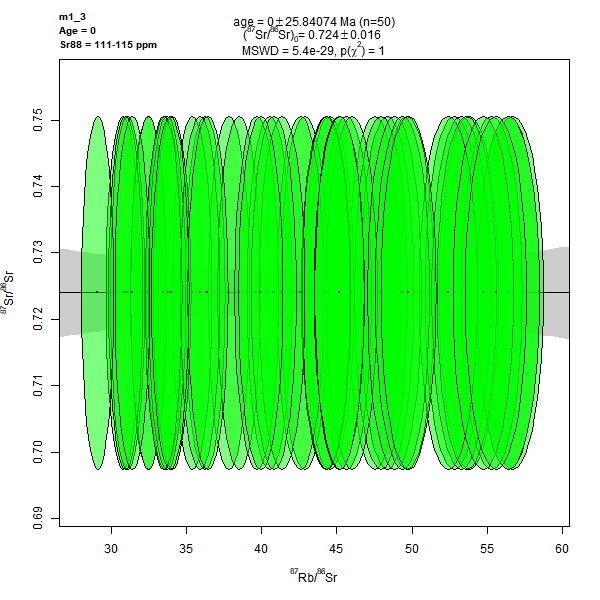 m1_3
Age = 0
Sr88 = 111-115 ppm
age = 0±25.84074 Ma (n=50)
(⁸⁷Sr/⁸⁶Sr)₀= 0.724±0.016
MSWD = 5.4e-29, p(χ²) = 1
0.75
0.74
0.73
0.72
0.71
0.70
0.69
⁸⁷Sr/⁸⁶Sr
30 35 40 45 50 55 60
⁸⁷Rb/⁸⁶Sr